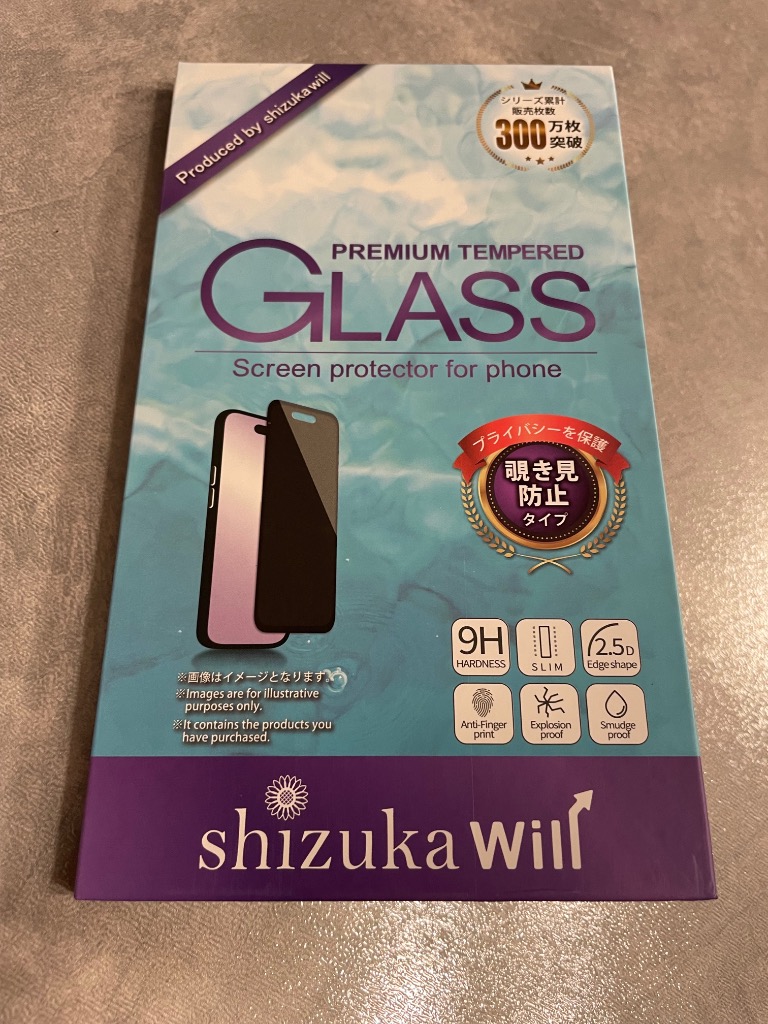 Produced by shizukawill
シリーズ累計
販売枚数
300万枚
突破
PREMIUM TEMPERED
GLASS
Screen protector for phone
プライバシーを保護
覗き見
防止
タイプ
※画像はイメージとなります。
※Images are for illustrative
purposes only.
※It contains the products you
have purchased.
9H
HARDNESS
SLIM
2.5D
Edge shape
Anti-Finger
print
Explosion
proof
Smudge
proof
shizuka Will